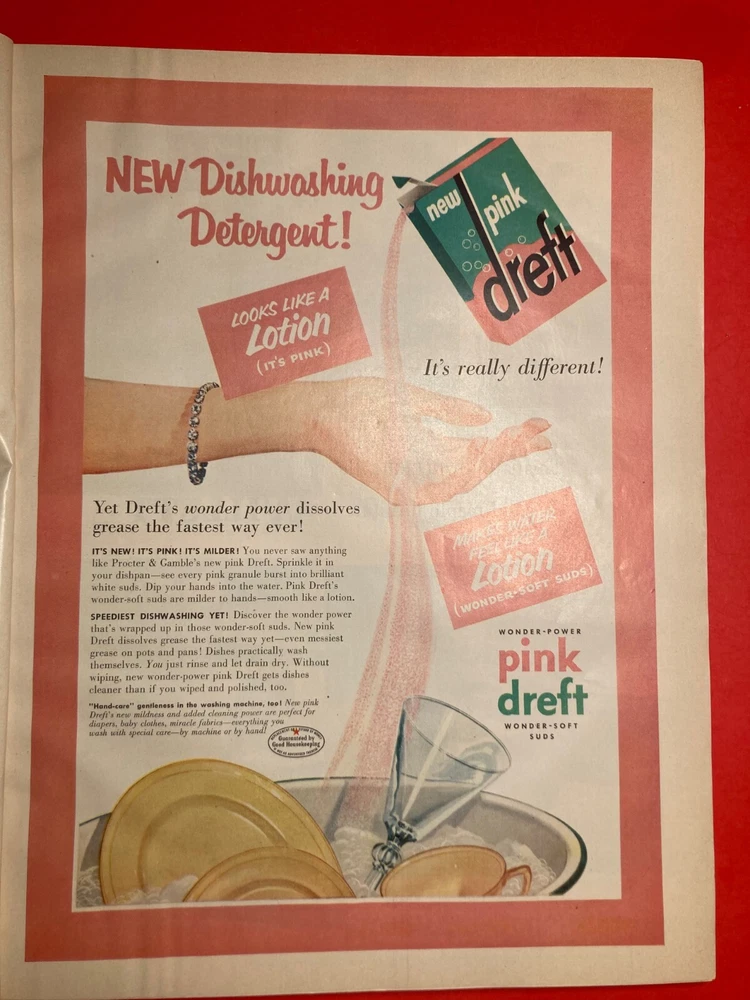 NEW Dishwashing
Detergent!
new pink
dreft
LOOKS LIKE A
Lotion
(IT'S PINK)
It's really different!
Yet Dreft's wonder power dissolves
grease the fastest way ever!
MAKES WATER
FEEL LIKE A
Lotion
(WONDER-SOFT SUDS)
IT'S NEW! IT'S PINK! IT'S MILDER! You never saw anything
like Procter & Gamble's new pink Dreft. Sprinkle it in
your dishpan—see every pink granule burst into brilliant
white suds. Dip your hands into the water. Pink Dreft's
wonder-soft suds are milder to hands—smooth like a lotion.
SPEEDIEST DISHWASHING YET! Discover the wonder power
that's wrapped up in those wonder-soft suds. New pink
Dreft dissolves grease the fastest way yet—even messiest
grease on pots and pans! Dishes practically wash
themselves. You just rinse and let drain dry. Without
wiping, new wonder-power pink Dreft gets dishes
cleaner than if you wiped and polished, too.
"Hand-care" gentleness in the washing machine, too! New pink
Dreft's new mildness and added cleaning power are perfect for
diapers, baby clothes, miracle fabrics—everything you
wash with special care—by machine or by hand!
Guaranteed by
Good Housekeeping
WONDER-POWER
pink
dreft
WONDER-SOFT
SUDS